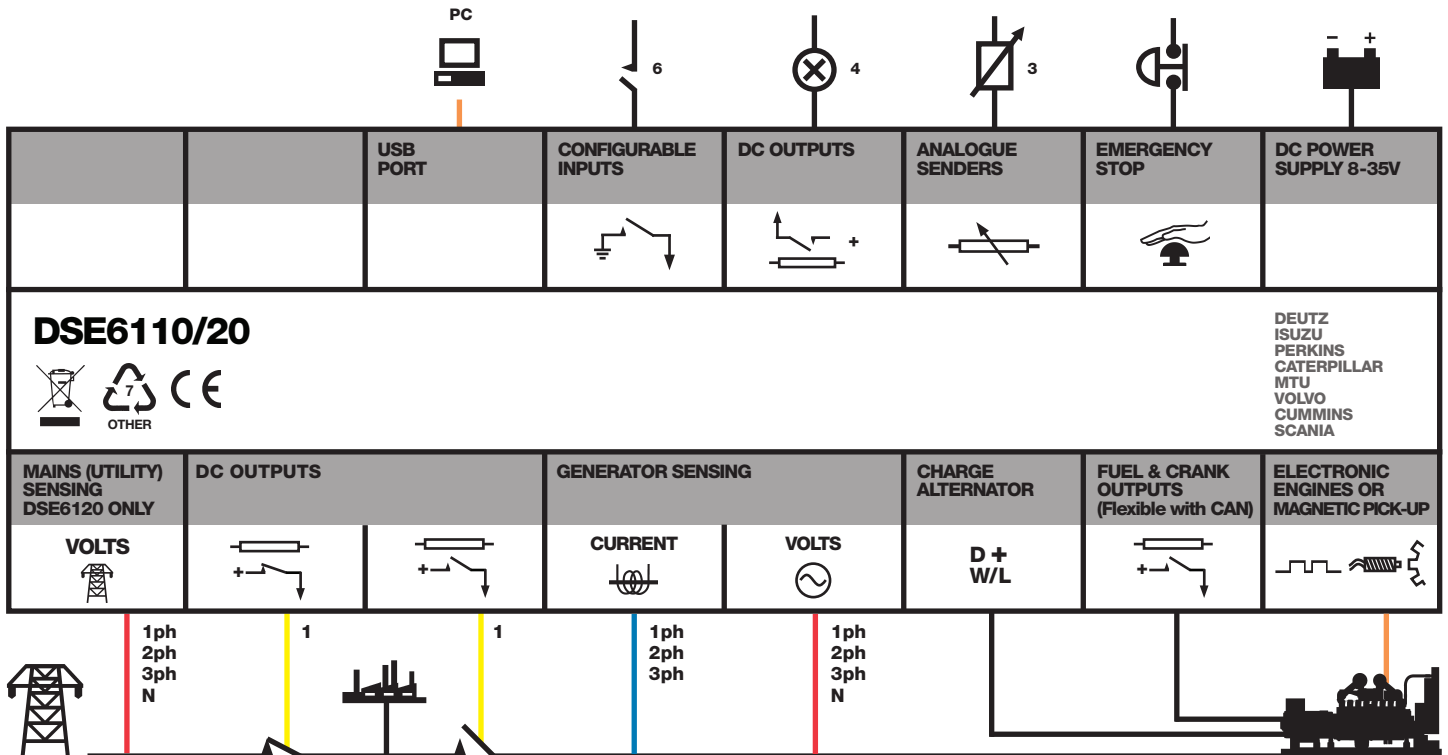 PC
6
4
3
- +
USB
PORT
CONFIGURABLE
INPUTS
DC OUTPUTS
ANALOGUE
SENDERS
EMERGENCY
STOP
DC POWER
SUPPLY 8-35V
+
DSE6110/20
7
OTHER
CE
DEUTZ
ISUZU
PERKINS
CATERPILLAR
MTU
VOLVO
CUMMINS
SCANIA
MAINS (UTILITY)
SENSING
DSE6120 ONLY
DC OUTPUTS
GENERATOR SENSING
CHARGE
ALTERNATOR
FUEL & CRANK
OUTPUTS
(Flexible with CAN)
ELECTRONIC
ENGINES OR
MAGNETIC PICK-UP
VOLTS
+
+
CURRENT
VOLTS
D +
W/L
+
1ph
2ph
3ph
N
1
1
1ph
2ph
3ph
1ph
2ph
3ph
N